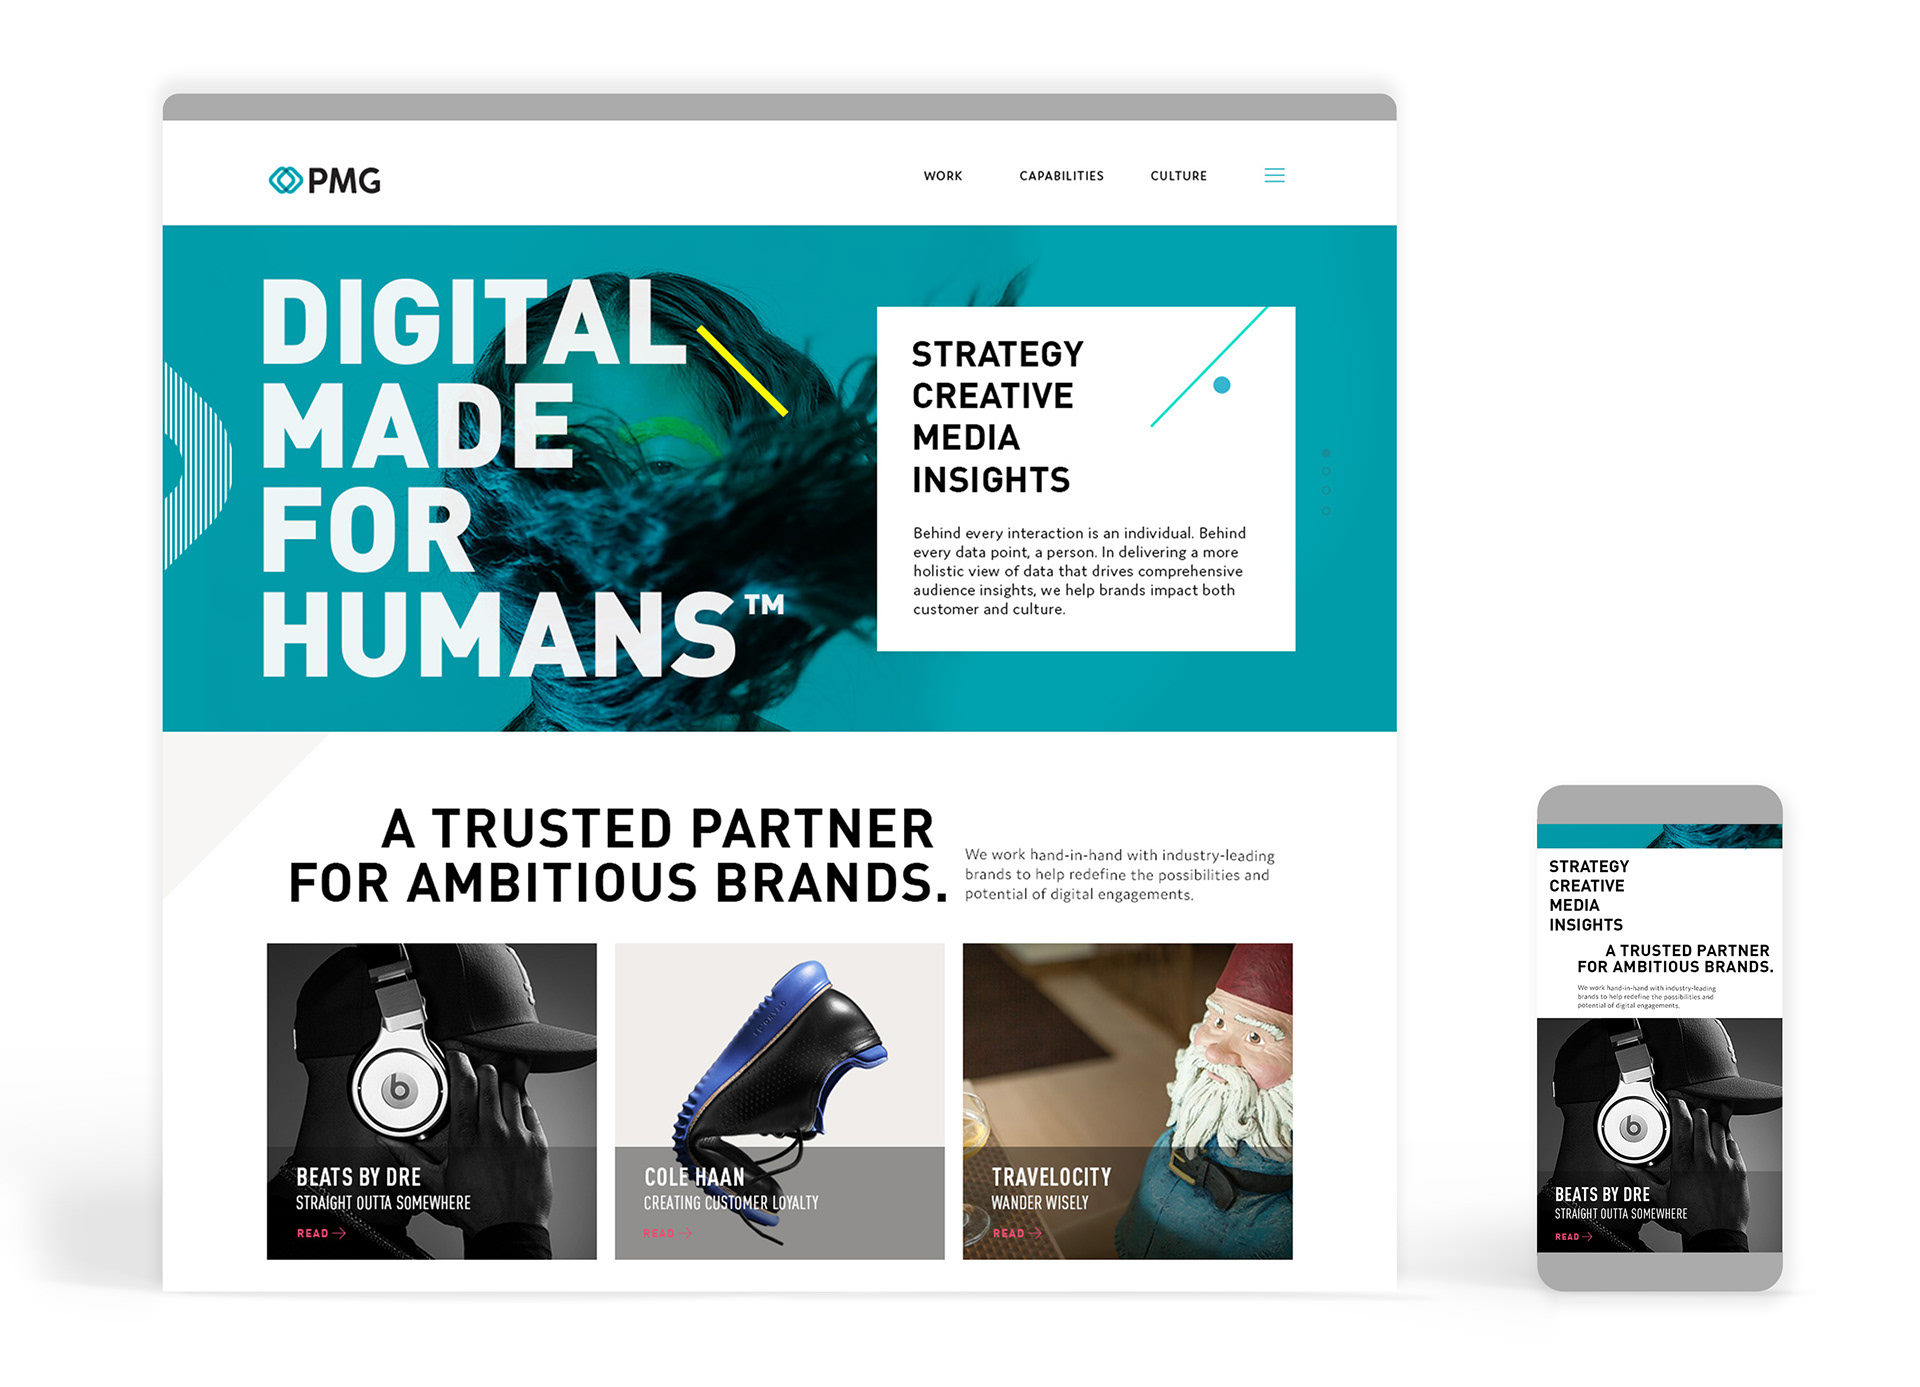 PMG
WORK
CAPABILITIES
CULTURE
DIGITAL
MADE
FOR
HUMANS™
STRATEGY
CREATIVE
MEDIA
INSIGHTS
Behind every interaction is an individual. Behind
every data point, a person. In delivering a more
holistic view of data that drives comprehensive
audience insights, we help brands impact both
customer and culture.
A TRUSTED PARTNER
FOR AMBITIOUS BRANDS.
We work hand-in-hand with industry-leading
brands to help redefine the possibilities and
potential of digital engagements.
b
BEATS BY DRE
STRAIGHT OUTTA SOMEWHERE
READ →
COLE HAAN
CREATING CUSTOMER LOYALTY
READ →
TRAVELOCITY
WANDER WISELY
READ →
STRATEGY
CREATIVE
MEDIA
INSIGHTS
A TRUSTED PARTNER
FOR AMBITIOUS BRANDS.
We work hand-in-hand with industry-leading
brands to help redefine the possibilities and
potential of digital engagements.
b
BEATS BY DRE
STRAIGHT OUTTA SOMEWHERE
READ →